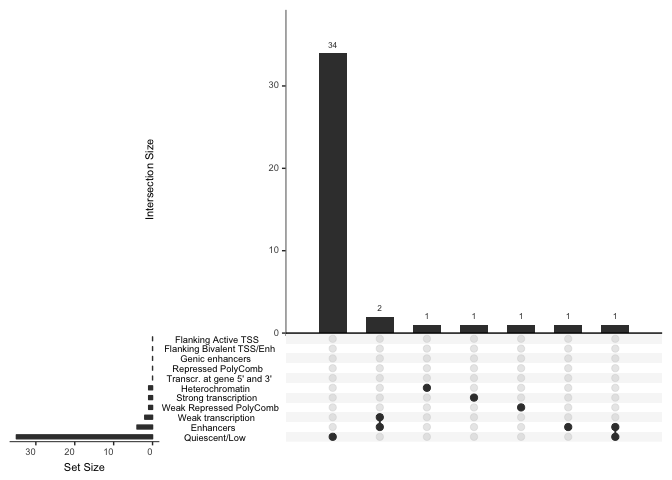 34
30
20
10
0
2
1
1
1
1
1
Intersection Size
Flanking Active TSS
Flanking Bivalent TSS/Enh
Genic enhancers
Repressed PolyComb
Transcr. at gene 5' and 3'
Heterochromatin
Strong transcription
Weak Repressed PolyComb
Weak transcription
Enhancers
Quiescent/Low
30 20 10 0
Set Size